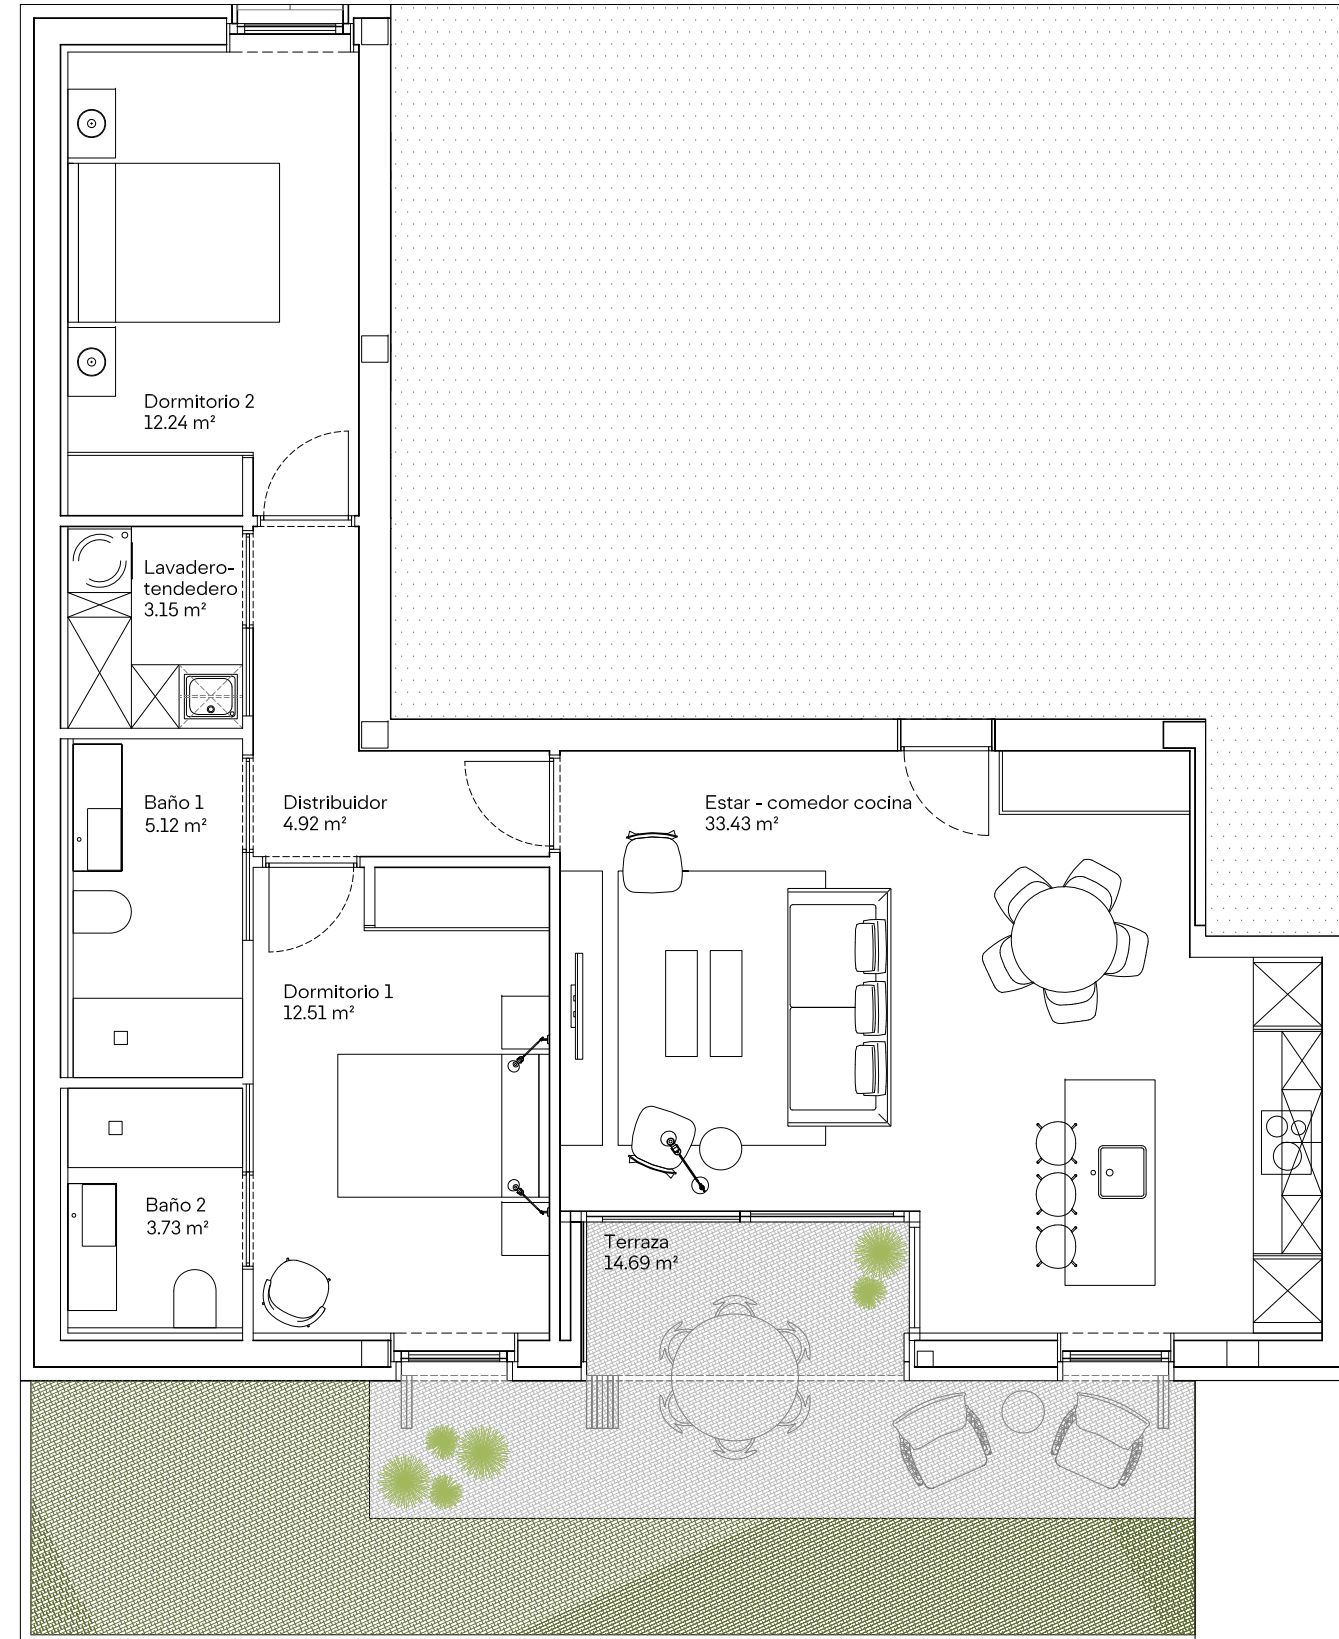 Dormitorio 2
12.24 m²
Lavadero-
tendedero
3.15 m²
Baño 1
5.12 m²
Distribuidor
4.92 m²
Estar - comedor cocina
33.43 m²
Dormitorio 1
12.51 m²
Baño 2
3.73 m²
Terraza
14.69 m²